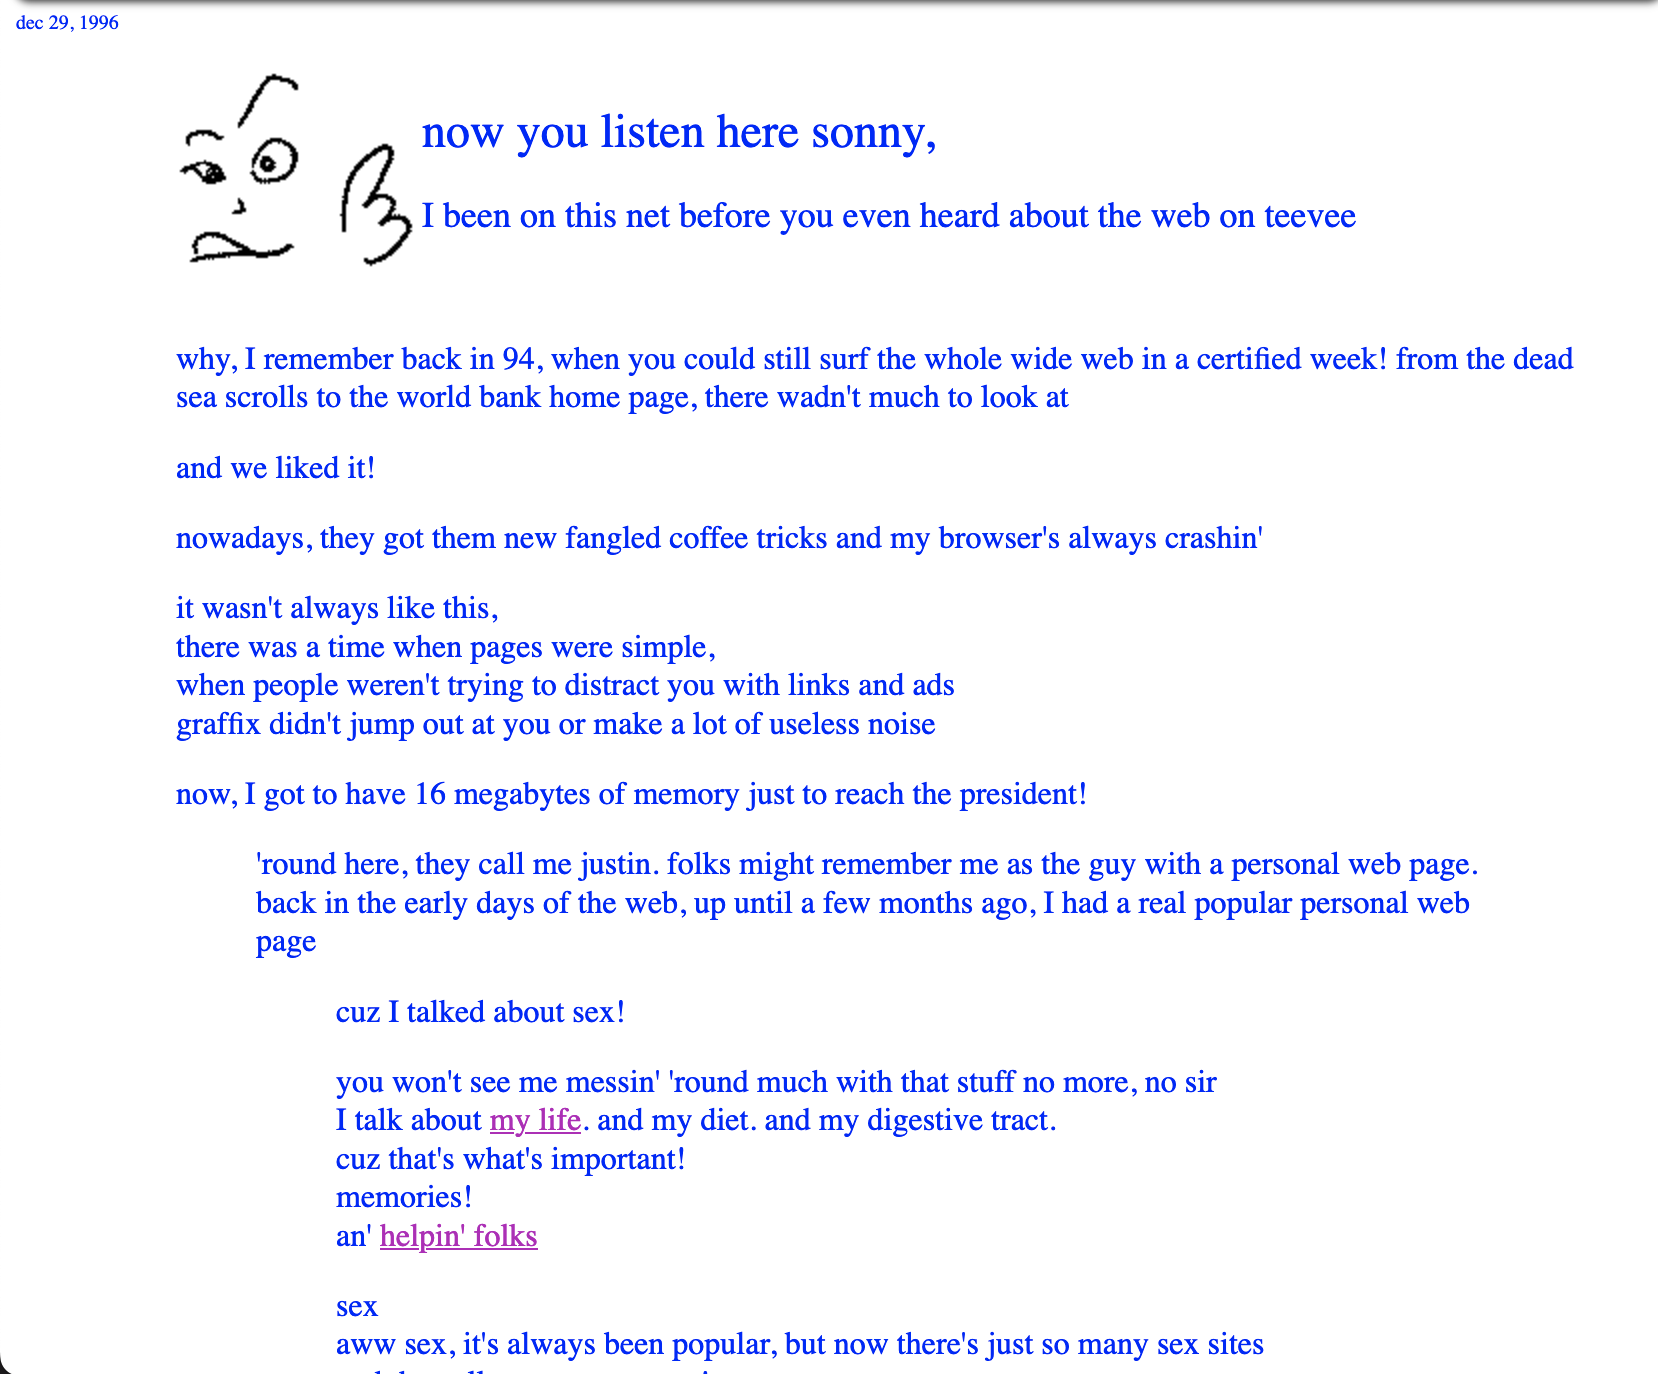 dec 29, 1996
now you listen here sonny,
I been on this net before you even heard about the web on teevee
why, I remember back in 94, when you could still surf the whole wide web in a certified week! from the dead
sea scrolls to the world bank home page, there wadn't much to look at
and we liked it!
nowadays, they got them new fangled coffee tricks and my browser's always crashin'
it wasn't always like this,
there was a time when pages were simple,
when people weren't trying to distract you with links and ads
graffix didn't jump out at you or make a lot of useless noise
now, I got to have 16 megabytes of memory just to reach the president!
'round here, they call me justin. folks might remember me as the guy with a personal web page.
back in the early days of the web, up until a few months ago, I had a real popular personal web
page
cuz I talked about sex!
you won't see me messin' 'round much with that stuff no more, no sir
I talk about my life. and my diet. and my digestive tract.
cuz that's what's important!
memories!
an' helpin' folks
sex
aww sex, it's always been popular, but now there's just so many sex sites